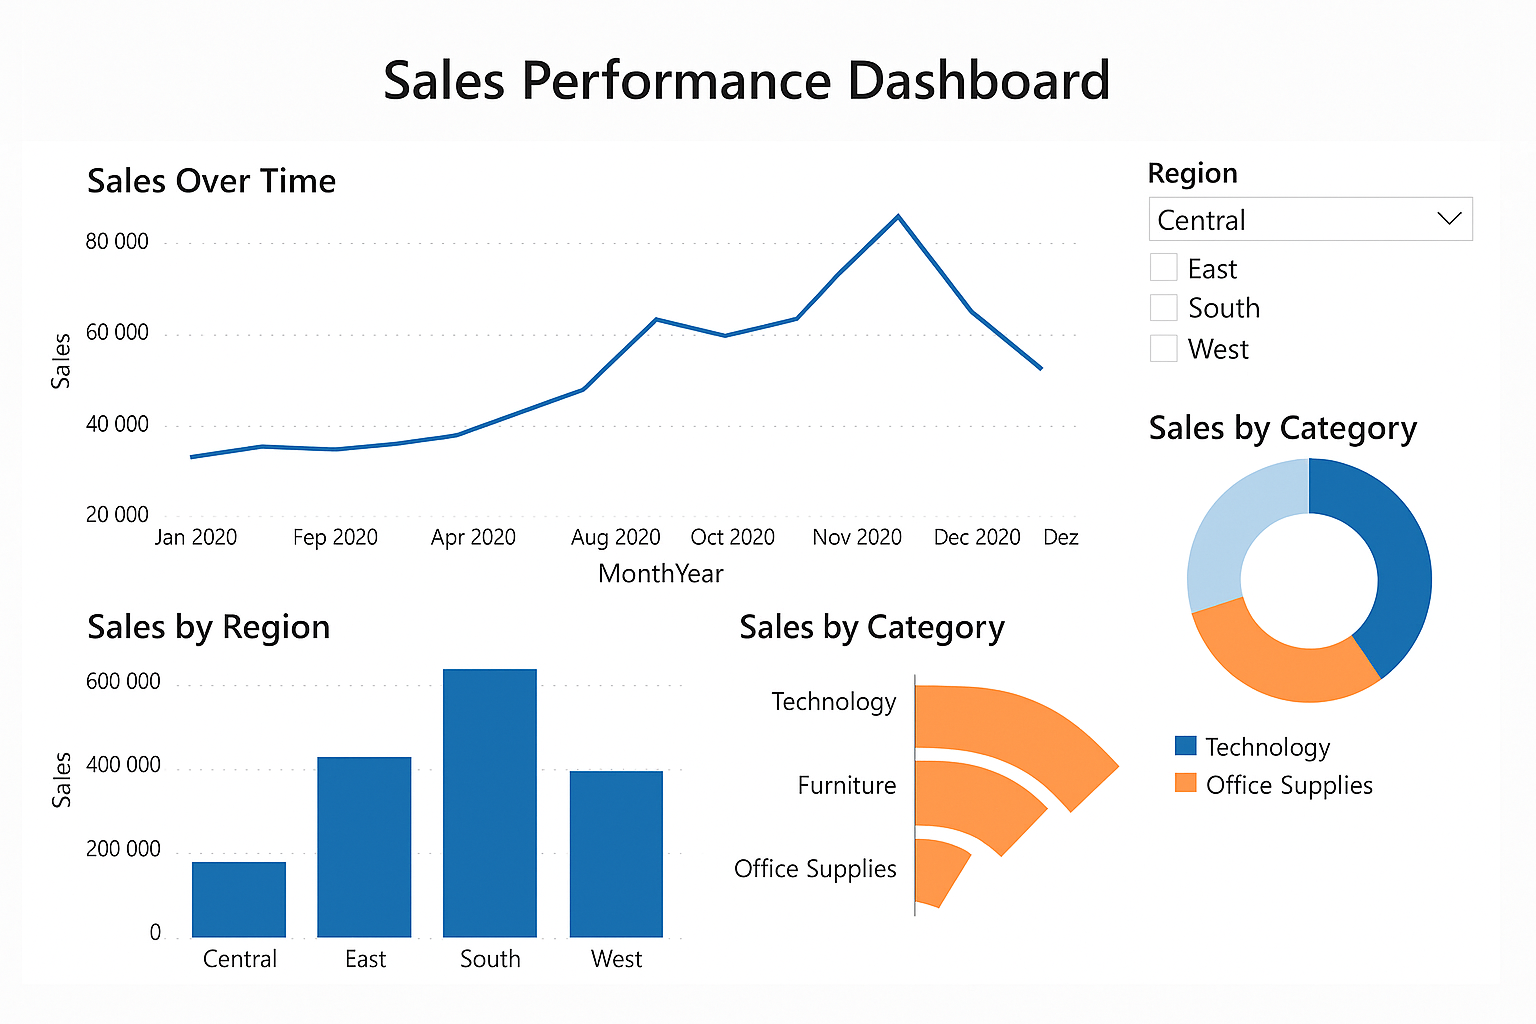 Sales Performance Dashboard
Sales Over Time
80 000
60 000
40 000
20 000
Sales
Jan 2020 Fep 2020 Apr 2020 Aug 2020 Oct 2020 Nov 2020 Dec 2020 Dez
MonthYear
Region
Central
East
South
West
Sales by Category
Technology
Office Supplies
Sales by Region
600 000
400 000
200 000
0
Sales
Central East South West
Sales by Category
Technology
Furniture
Office Supplies